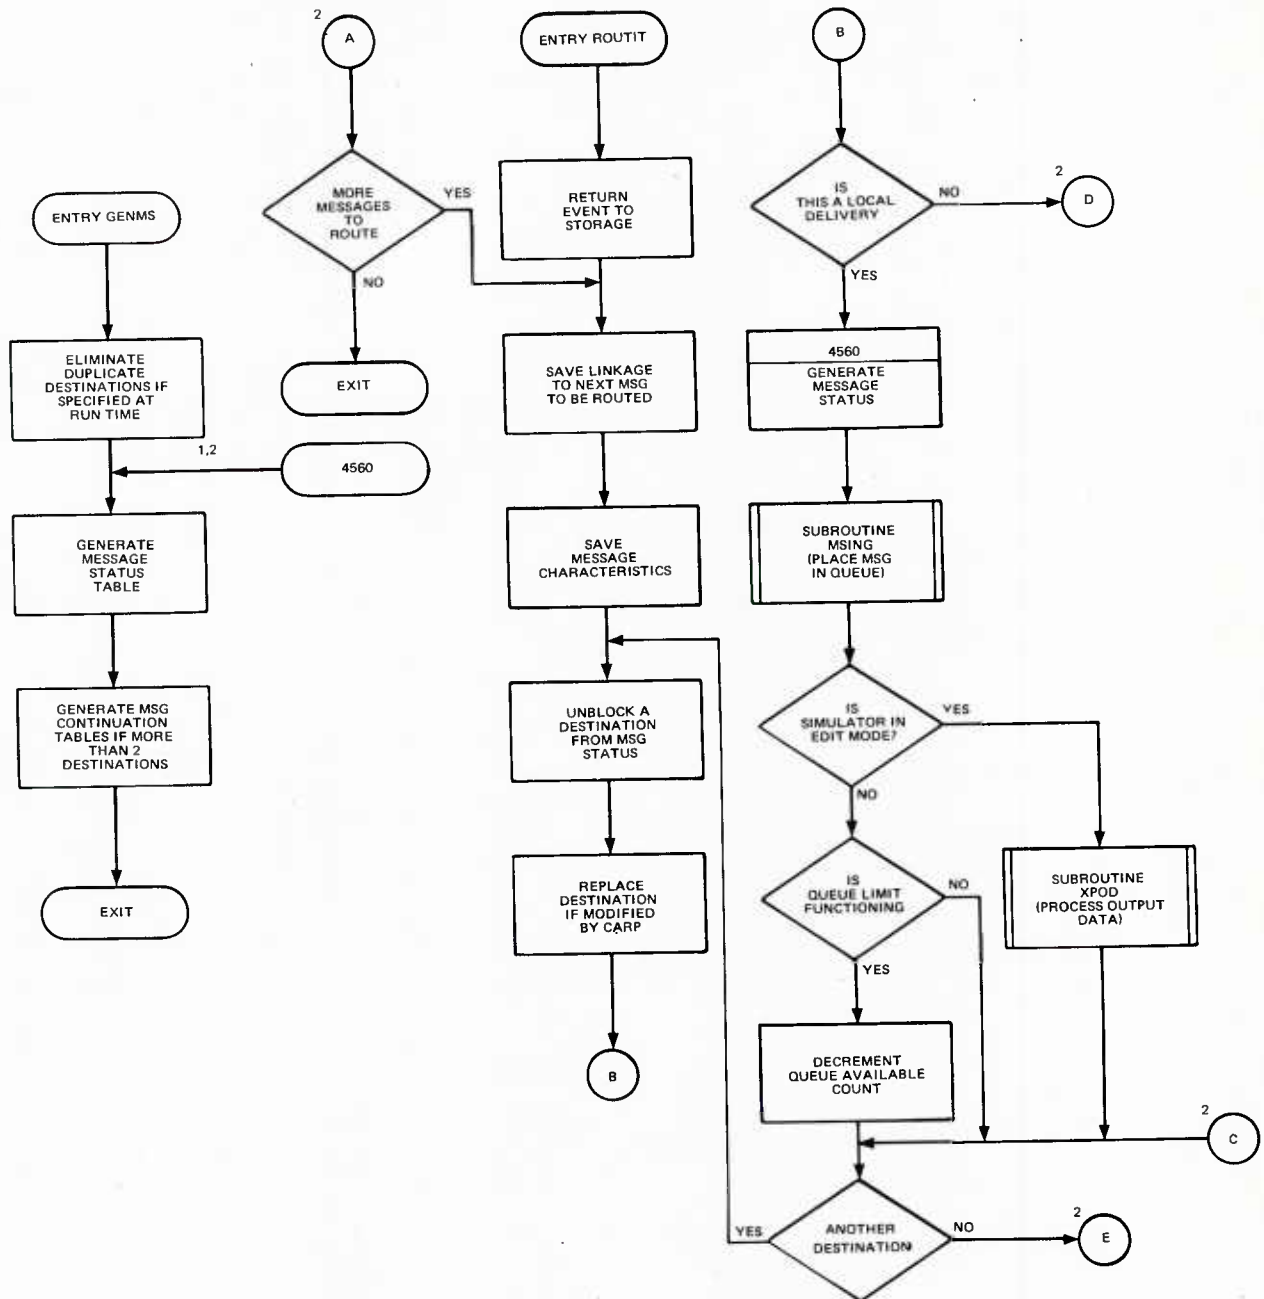 ENTRY GENMS
ELIMINATE
DUPLICATE
DESTINATIONS IF
SPECIFIED AT
RUN TIME
1,2
4560
GENERATE
MESSAGE
STATUS
TABLE
GENERATE MSG
CONTINUATION
TABLES IF MORE
THAN 2
DESTINATIONS
EXIT
2
A
MORE
MESSAGES
TO
ROUTE
YES
NO
EXIT
ENTRY ROUTIT
RETURN
EVENT TO
STORAGE
SAVE LINKAGE
TO NEXT MSG
TO BE ROUTED
SAVE
MESSAGE
CHARACTERISTICS
UNBLOCK A
DESTINATION
FROM MSG
STATUS
REPLACE
DESTINATION
IF MODIFIED
BY CARP
B
B
IS
THIS A LOCAL
DELIVERY
NO
2
D
YES
4560
GENERATE
MESSAGE
STATUS
SUBROUTINE
MSING
(PLACE MSG
IN QUEUE)
IS
SIMULATOR IN
EDIT MODE?
YES
NO
SUBROUTINE
XPOD
(PROCESS OUTPUT
DATA)
IS
QUEUE LIMIT
FUNCTIONING
NO
YES
DECREMENT
QUEUE AVAILABLE
COUNT
2
C
ANOTHER
DESTINATION
YES
NO
2
E